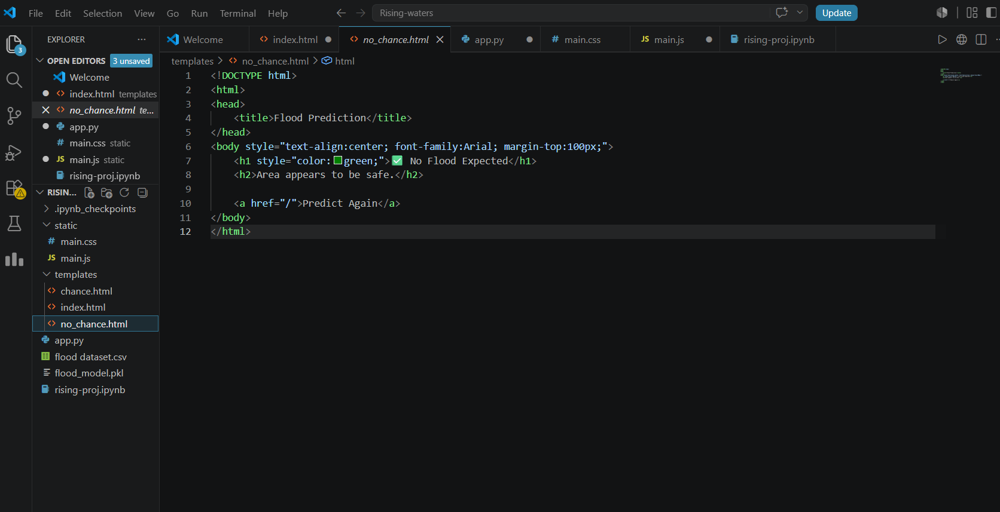 File Edit Selection View Go Run Terminal Help
Rising-waters
Update
EXPLORER
3
OPEN EDITORS 3 unsaved
Welcome
index.html templates
no_chance.html te...
app.py
main.css static
main.js static
rising-proj.ipynb
RISIN...
.ipynb_checkpoints
static
main.css
main.js
templates
chance.html
index.html
no_chance.html
app.py
flood dataset.csv
flood_model.pkl
rising-proj.ipynb
Welcome index.html no_chance.html app.py main.css main.js rising-proj.ipynb
templates > no_chance.html > html
1 <!DOCTYPE html>
2 <html>
3 <head>
4 <title>Flood Prediction</title>
5 </head>
6 <body style="text-align:center; font-family:Arial; margin-top:100px;">
7 <h1 style="color:green;">✅ No Flood Expected</h1>
8 <h2>Area appears to be safe.</h2>
9
10 <a href="/">Predict Again</a>
11 </body>
12 </html>